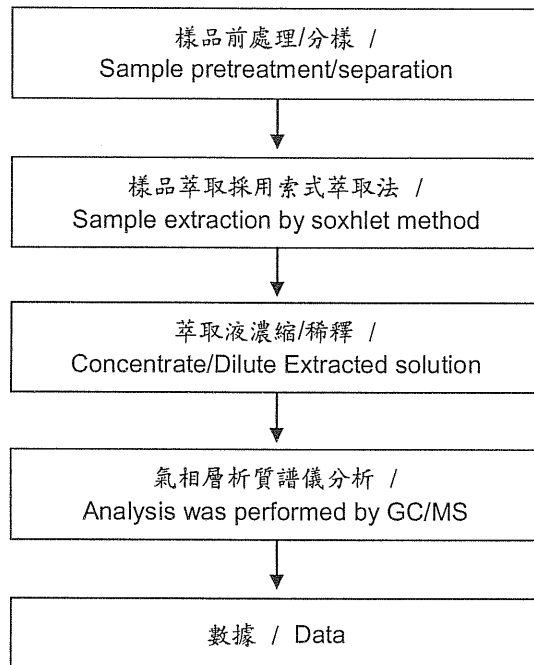 樣品前處理/分樣 /
Sample pretreatment/separation
樣品萃取採用索式萃取法 /
Sample extraction by soxhlet method
萃取液濃縮/稀釋 /
Concentrate/Dilute Extracted solution
氣相層析質譜儀分析 /
Analysis was performed by GC/MS
數據 / Data